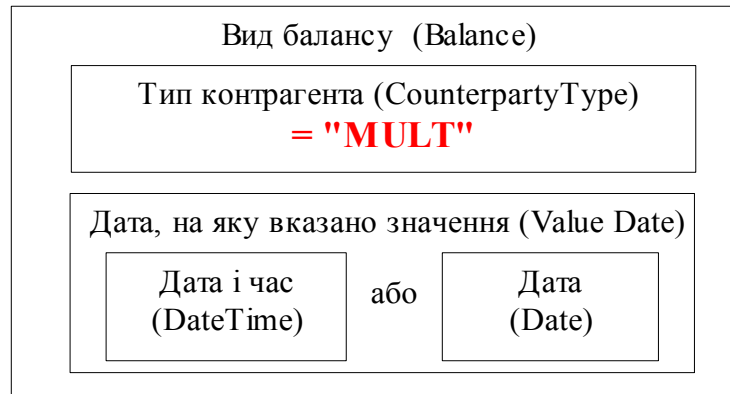 Вид балансу (Balance)
Тип контрагента (CounterpartyType)
= "MULT"
Дата, на яку вказано значення (Value Date)
Дата і час
(DateTime)
або
Дата
(Date)